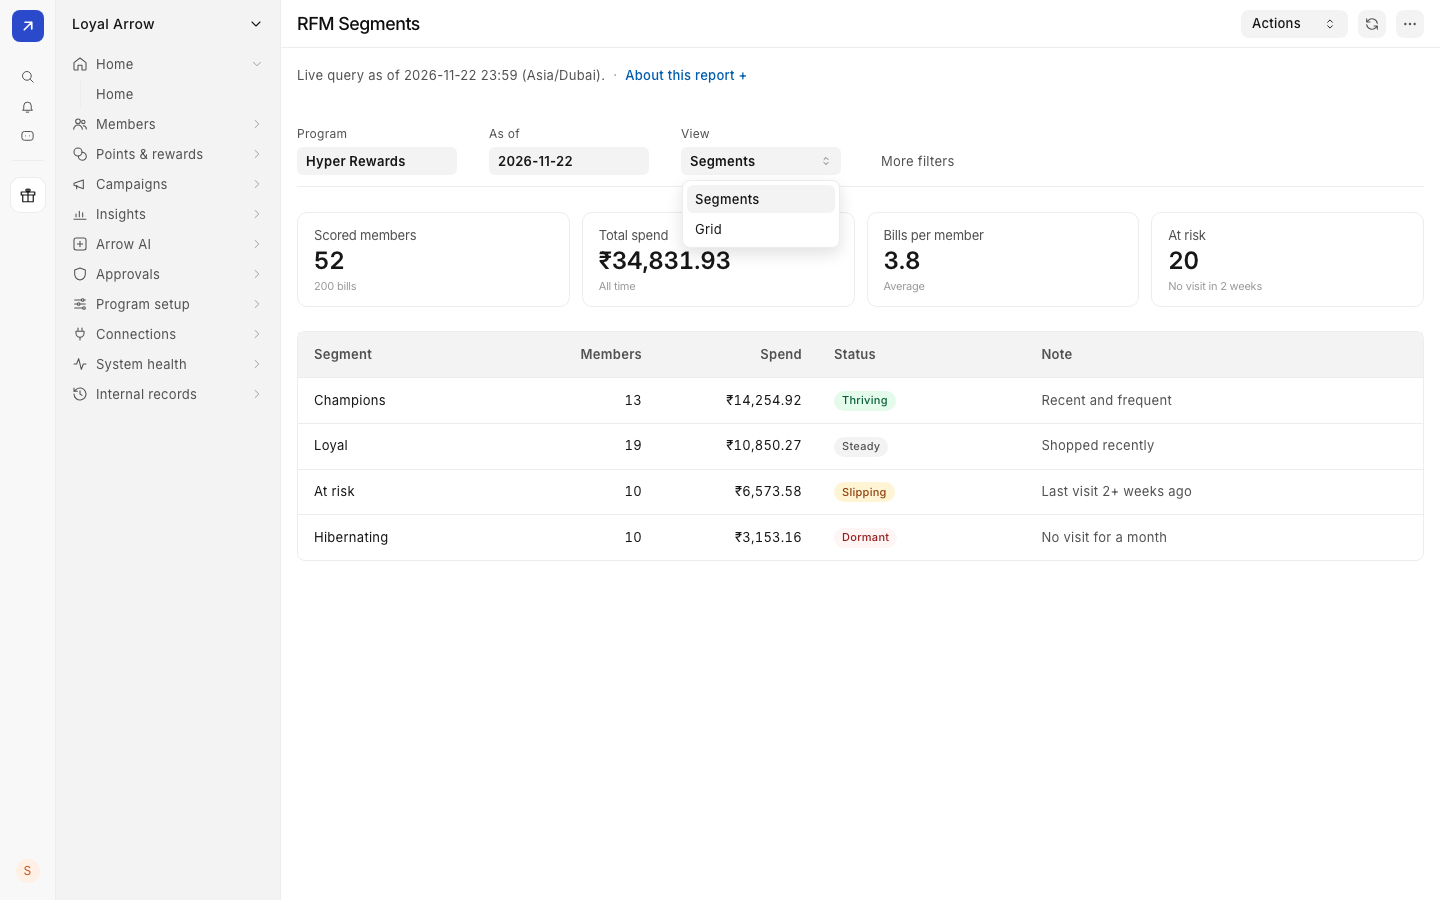 Loyal Arrow
Home
Home
Members
Points & rewards
Campaigns
Insights
Arrow AI
Approvals
Program setup
Connections
System health
Internal records
S
RFM Segments
Actions
Live query as of 2026-11-22 23:59 (Asia/Dubai). · About this report +
Program As of View
Hyper Rewards 2026-11-22 Segments More filters
Segments
Grid
Scored members
52
200 bills
Total spend
₹34,831.93
All time
Bills per member
3.8
Average
At risk
20
No visit in 2 weeks
Segment Members Spend Status Note
Champions 13 ₹14,254.92 Thriving Recent and frequent
Loyal 19 ₹10,850.27 Steady Shopped recently
At risk 10 ₹6,573.58 Slipping Last visit 2+ weeks ago
Hibernating 10 ₹3,153.16 Dormant No visit for a month